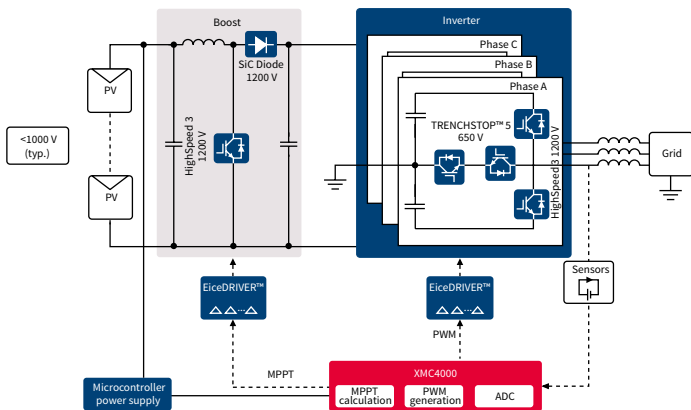 Boost
Inverter
PV
<1000 V
(typ.)
PV
HighSpeed 3
1200 V
SiC Diode
1200 V
Phase C
Phase B
Phase A
TRENCHSTOP™ 5
650 V
HighSpeed 3 1200 V
Grid
Sensors
EiceDRIVER™
EiceDRIVER™
MPPT
PWM
Microcontroller
power supply
XMC4000
MPPT
calculation
PWM
generation
ADC